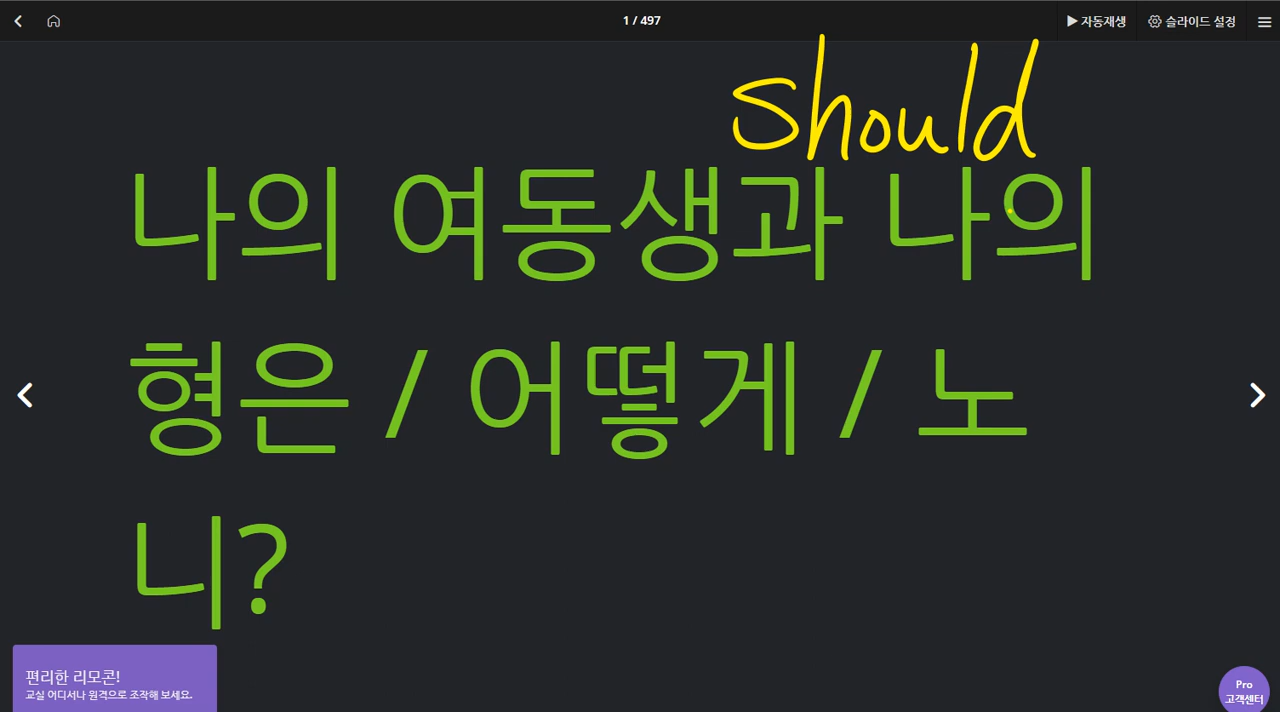 1 / 497
▶ 자동재생
슬라이드 설정
should
나의 여동생과 나의
형은 / 어떻게 / 노
니?
편리한 리모콘!
교실 어디서나 원격으로 조작해 보세요.
Pro
고객센터